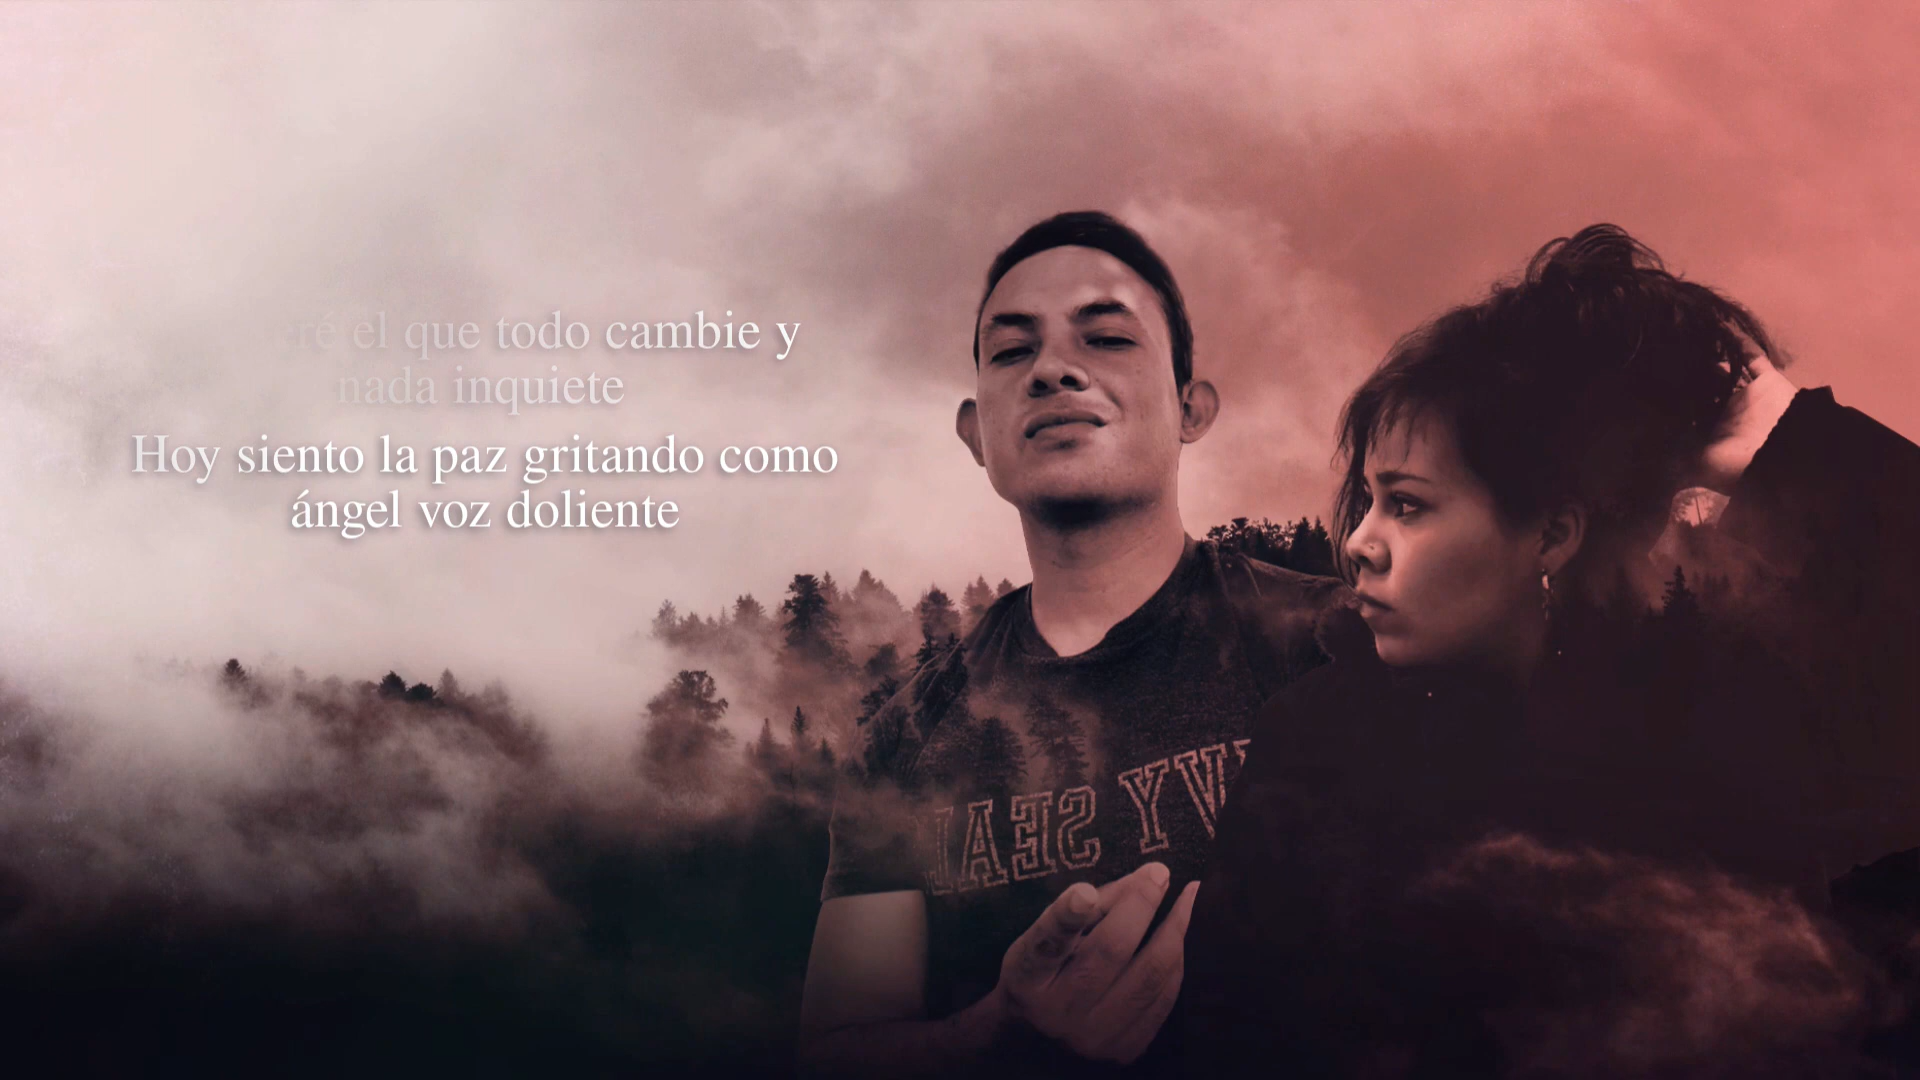 el que todo cambie y
nada inquiete
Hoy siento la paz gritando como
ángel voz doliente